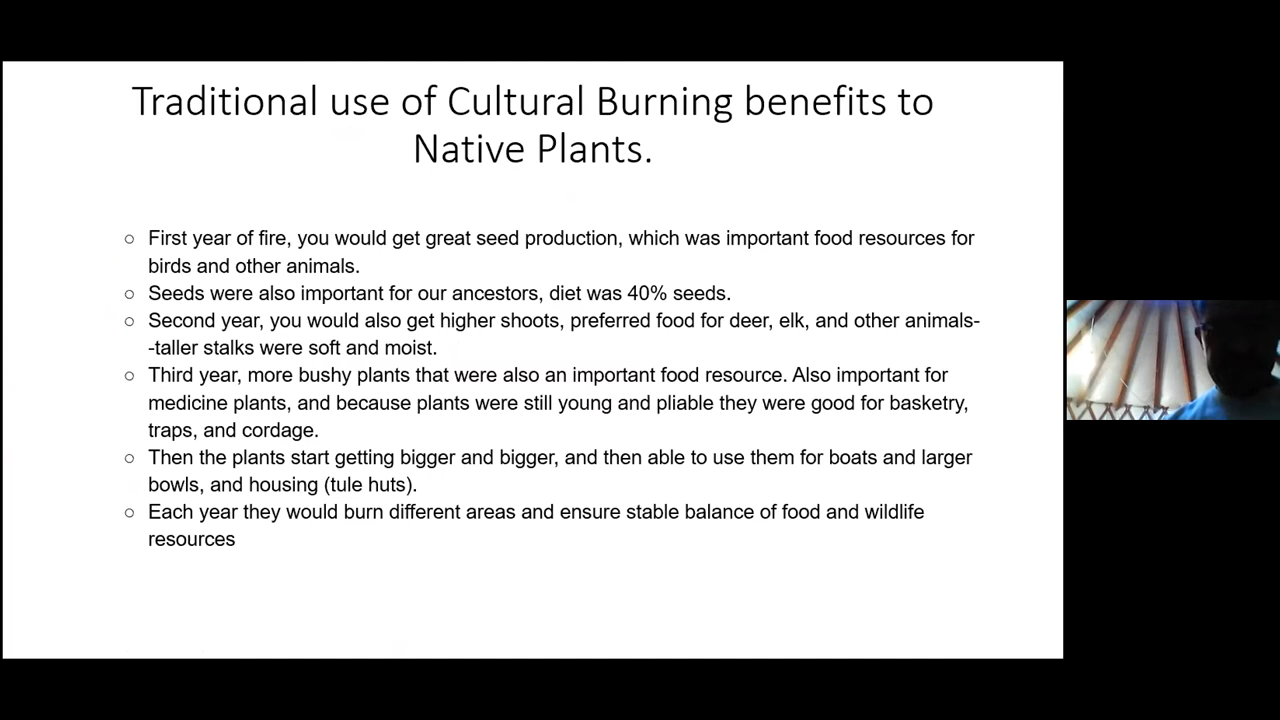 Traditional use of Cultural Burning benefits to
Native Plants.
○ First year of fire, you would get great seed production, which was important food resources for
birds and other animals.
○ Seeds were also important for our ancestors, diet was 40% seeds.
○ Second year, you would also get higher shoots, preferred food for deer, elk, and other animals-
-taller stalks were soft and moist.
○ Third year, more bushy plants that were also an important food resource. Also important for
medicine plants, and because plants were still young and pliable they were good for basketry,
traps, and cordage.
○ Then the plants start getting bigger and bigger, and then able to use them for boats and larger
bowls, and housing (tule huts).
○ Each year they would burn different areas and ensure stable balance of food and wildlife
resources